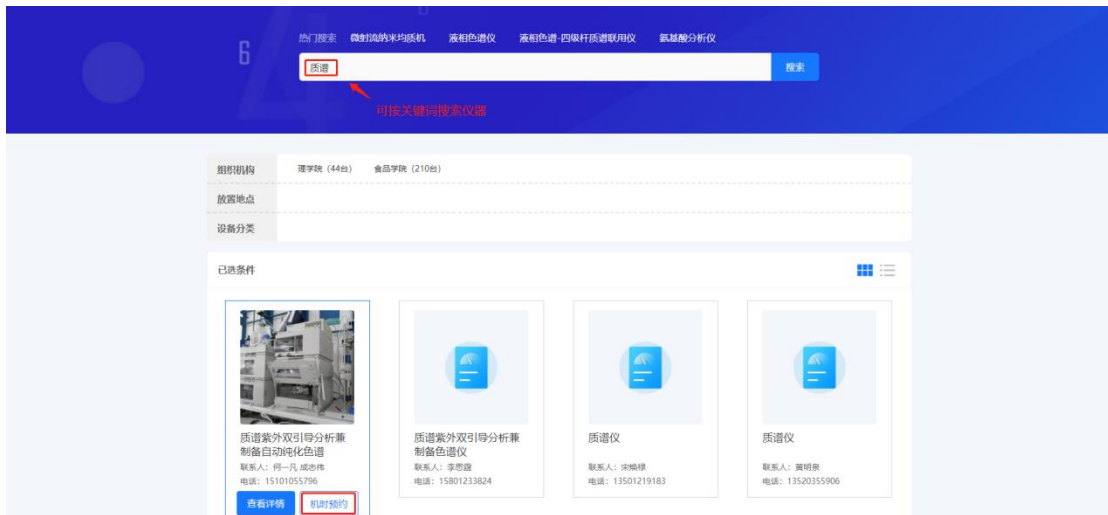 热门搜索 微射流纳米均质机 液相色谱仪 液相色谱-四级杆质谱联用仪 氨基酸分析仪
6
质谱 搜索
可按关键词搜索仪器
组织机构 理学院（44台） 食品学院（210台）
放置地点
设备分类
已选条件
质谱紫外双引导分析兼
制备自动纯化色谱
联系人：何一凡,成志伟
电话：15101055796
查看详情 机时预约
质谱紫外双引导分析兼
制备色谱仪
联系人：李思霆
电话：15801233824
质谱仪
联系人：宋焕禄
电话：13501219183
质谱仪
联系人：黄明泉
电话：13520355906